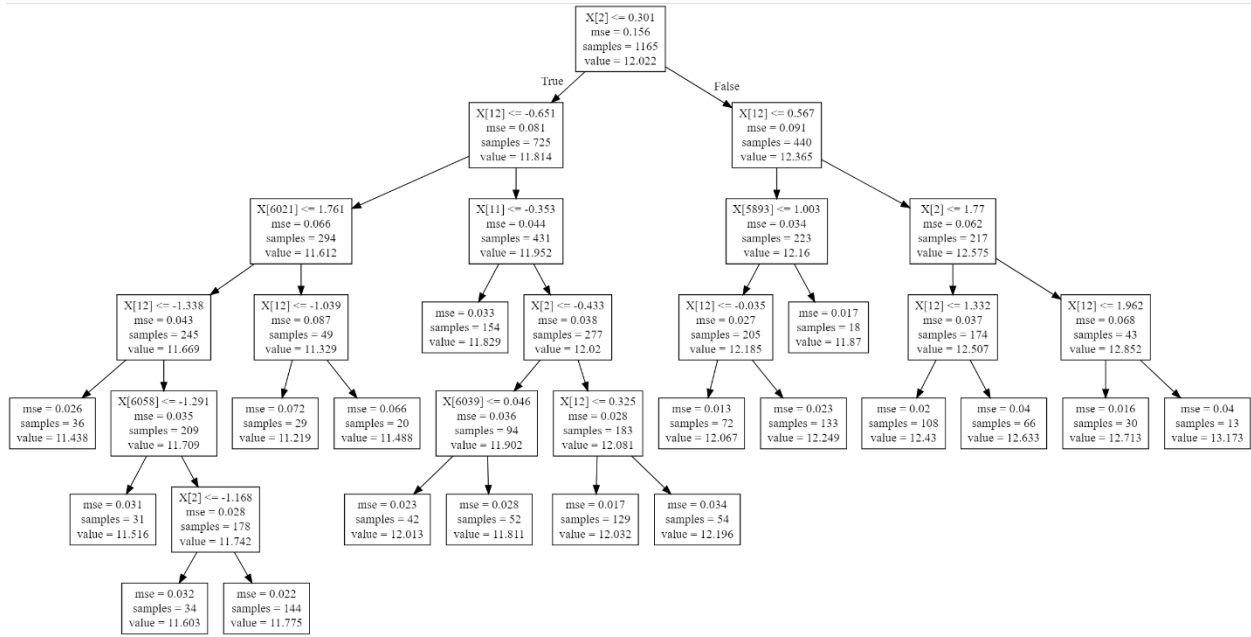 X[2] <= 0.301
mse = 0.156
samples = 1165
value = 12.022
True
False
X[12] <= -0.651
mse = 0.081
samples = 725
value = 11.814
X[12] <= 0.567
mse = 0.091
samples = 440
value = 12.365
X[6021] <= 1.761
mse = 0.066
samples = 294
value = 11.612
X[11] <= -0.353
mse = 0.044
samples = 431
value = 11.952
X[5893] <= 1.003
mse = 0.034
samples = 223
value = 12.16
X[2] <= 1.77
mse = 0.062
samples = 217
value = 12.575
X[12] <= -1.338
mse = 0.043
samples = 245
value = 11.669
X[12] <= -1.039
mse = 0.087
samples = 49
value = 11.329
mse = 0.033
samples = 154
value = 11.829
X[2] <= -0.433
mse = 0.038
samples = 277
value = 12.02
X[12] <= -0.035
mse = 0.027
samples = 205
value = 12.185
mse = 0.017
samples = 18
value = 11.87
X[12] <= 1.332
mse = 0.037
samples = 174
value = 12.507
X[12] <= 1.962
mse = 0.068
samples = 43
value = 12.852
mse = 0.026
samples = 36
value = 11.438
X[6058] <= -1.291
mse = 0.035
samples = 209
value = 11.709
mse = 0.072
samples = 29
value = 11.219
mse = 0.066
samples = 20
value = 11.488
X[6039] <= 0.046
mse = 0.036
samples = 94
value = 11.902
X[12] <= 0.325
mse = 0.028
samples = 183
value = 12.081
mse = 0.013
samples = 72
value = 12.067
mse = 0.023
samples = 133
value = 12.249
mse = 0.02
samples = 108
value = 12.43
mse = 0.04
samples = 66
value = 12.633
mse = 0.016
samples = 30
value = 12.713
mse = 0.04
samples = 13
value = 13.173
mse = 0.031
samples = 31
value = 11.516
X[2] <= -1.168
mse = 0.028
samples = 178
value = 11.742
mse = 0.023
samples = 42
value = 12.013
mse = 0.028
samples = 52
value = 11.811
mse = 0.017
samples = 129
value = 12.032
mse = 0.034
samples = 54
value = 12.196
mse = 0.032
samples = 34
value = 11.603
mse = 0.022
samples = 144
value = 11.775